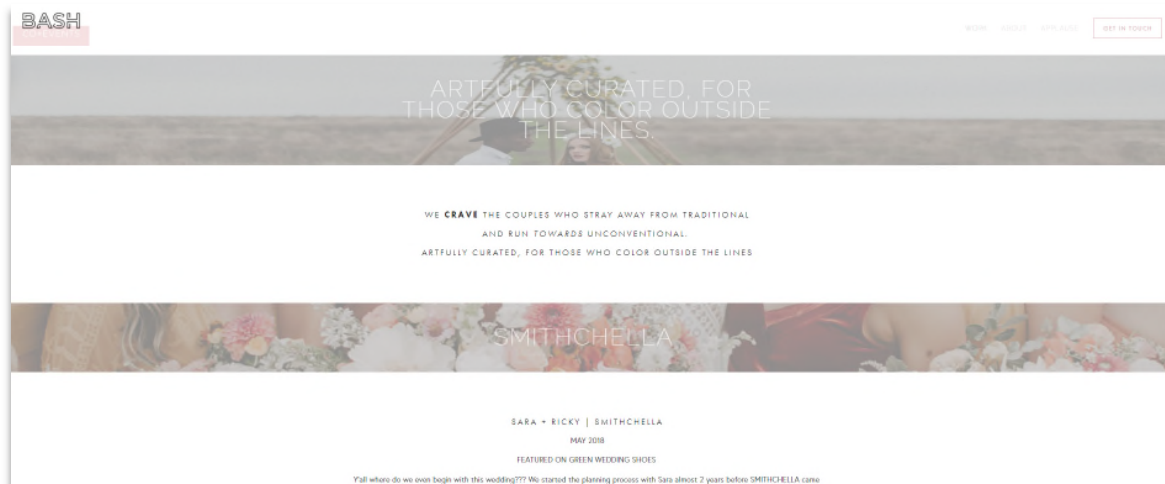 BASH
WORK
GET IN TOUCH
ARTFULLY CURATED, FOR
THOSE WHO COLOR OUTSIDE
THE LINES.
WE CRAVE THE COUPLES WHO STRAY AWAY FROM TRADITIONAL
AND RUN TOWARDS UNCONVENTIONAL.
ARTFULLY CURATED, FOR THOSE WHO COLOR OUTSIDE THE LINES
SMITHCHELLA
SARA + RICKY | SMITHCHELLA
MAY 2018
FEATURED ON GREEN WEDDING SHOES
Y'all where do we even begin with this wedding??? We started the planning process with Sara almost 2 years before SMITHCHELLA came